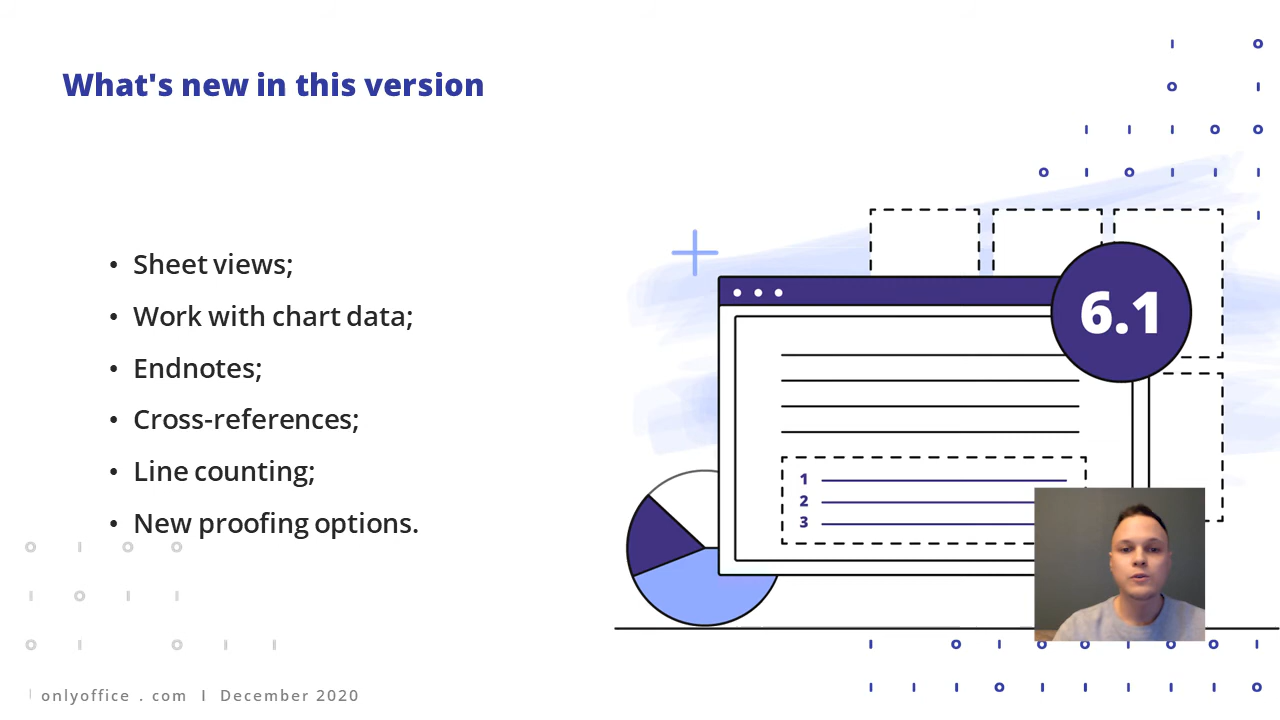 What's new in this version
• Sheet views;
• Work with chart data;
• Endnotes;
• Cross-references;
• Line counting;
• New proofing options.
6.1
1
2
3
onlyoffice . com I December 2020